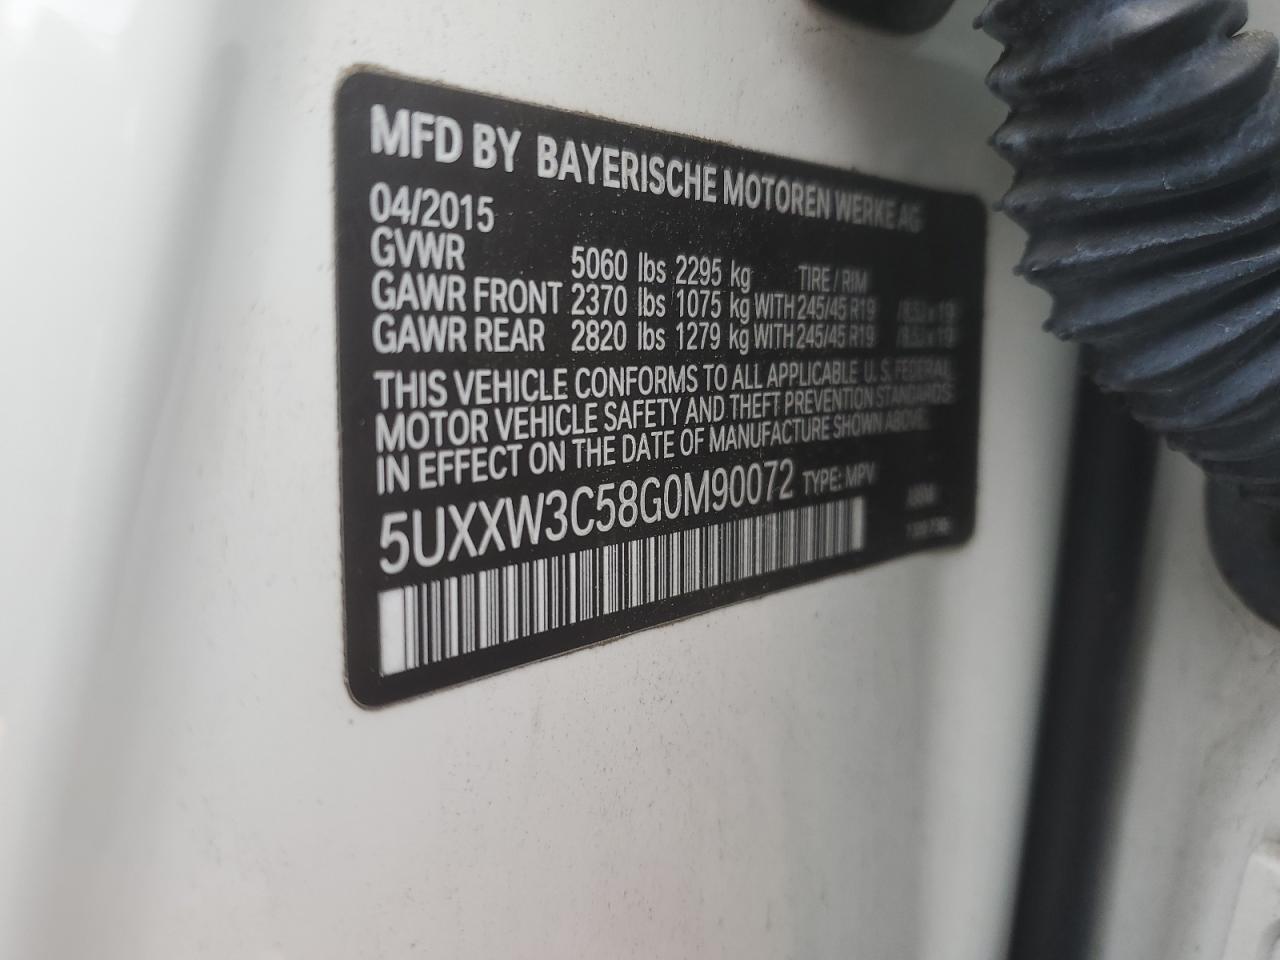 MFD BY BAYERISCHE MOTOREN WERKE AG
04/2015
GVWR 5060 lbs 2295 kg TIRE / RIM
GAWR FRONT 2370 lbs 1075 kg WITH 245/45 R19
GAWR REAR 2820 lbs 1279 kg WITH 245/45 R19
THIS VEHICLE CONFORMS TO ALL APPLICABLE U.S. FEDERAL
MOTOR VEHICLE SAFETY AND THEFT PREVENTION STANDARDS
IN EFFECT ON THE DATE OF MANUFACTURE SHOWN ABOVE.
5UXXW3C58G0M90072 TYPE: MPV